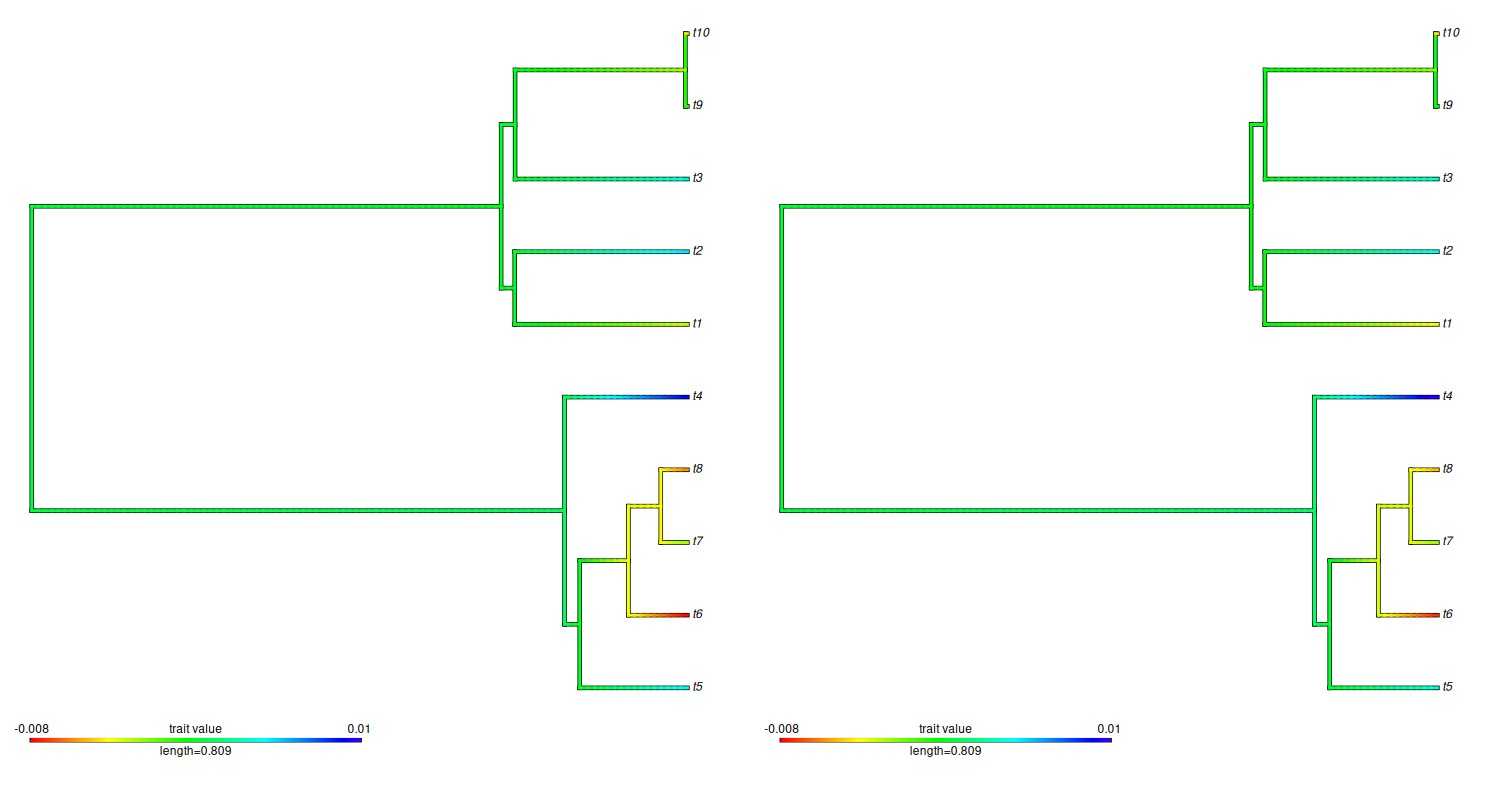 t10
t9
t3
t2
t1
t4
t8
t7
t6
t5
-0.008 trait value 0.01
length=0.809
t10
t9
t3
t2
t1
t4
t8
t7
t6
t5
-0.008 trait value 0.01
length=0.809